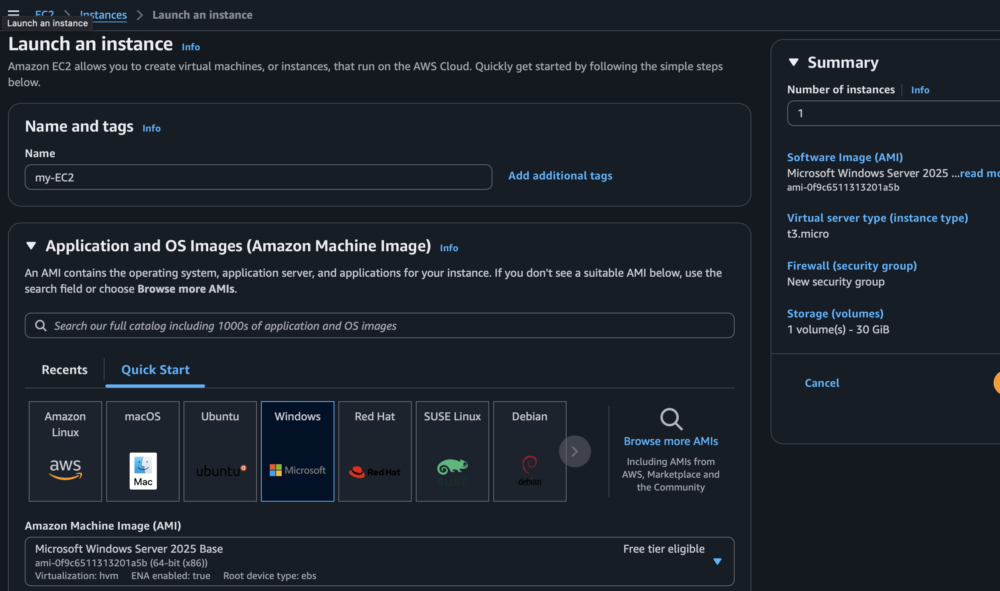 EC2
Instances
Launch an instance
Launch an instance
Launch an instance Info
Amazon EC2 allows you to create virtual machines, or instances, that run on the AWS Cloud. Quickly get started by following the simple steps
below.
Name and tags Info
Name
my-EC2
Add additional tags
Application and OS Images (Amazon Machine Image) Info
An AMI contains the operating system, application server, and applications for your instance. If you don't see a suitable AMI below, use the
search field or choose Browse more AMIs.
Search our full catalog including 1000s of application and OS images
Recents
Quick Start
Amazon
Linux
aws
macOS
Mac
Ubuntu
ubuntu
Windows
Microsoft
Red Hat
Red Hat
SUSE Linux
SUSE
Debian
debian
Browse more AMIs
Including AMIs from
AWS, Marketplace and
the Community
Amazon Machine Image (AMI)
Microsoft Windows Server 2025 Base
Free tier eligible
ami-0f9c6511313201a5b (64-bit (x86))
Virtualization: hvm ENA enabled: true Root device type: ebs
Summary
Number of instances Info
1
Software Image (AMI)
Microsoft Windows Server 2025 ...read mo
ami-0f9c6511313201a5b
Virtual server type (instance type)
t3.micro
Firewall (security group)
New security group
Storage (volumes)
1 volume(s) - 30 GiB
Cancel